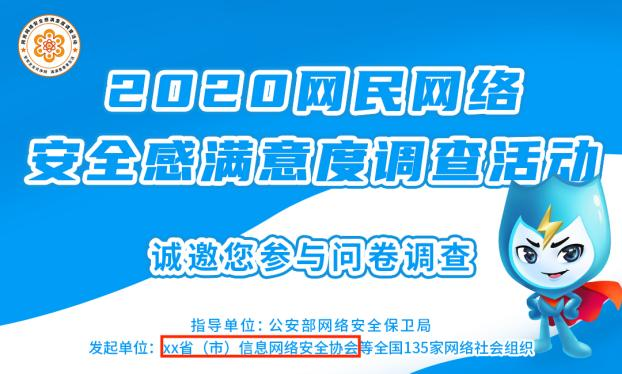 2020网民网络
安全感满意度调查活动
诚邀您参与问卷调查
指导单位：公安部网络安全保卫局
发起单位：xx省（市）信息网络安全协会等全国135家网络社会组织